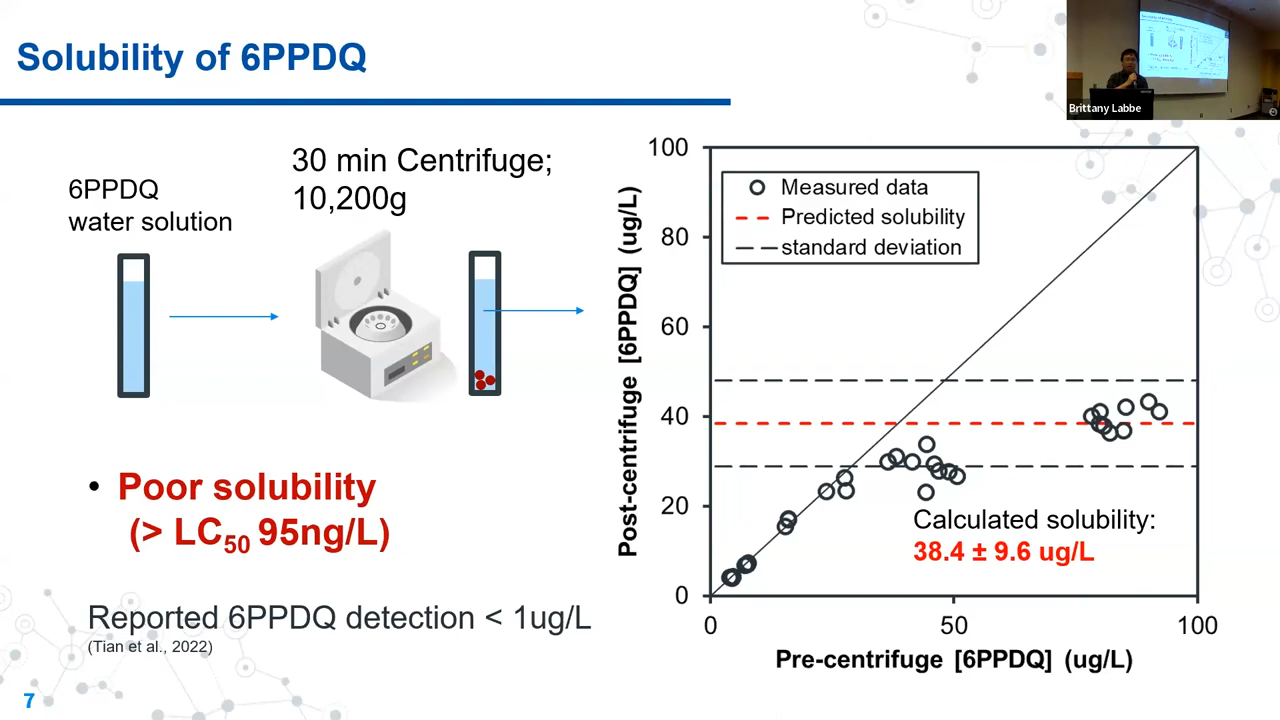 Solubility of 6PPDQ
Brittany Labbe
6PPDQ
water solution
30 min Centrifuge;
10,200g
• Poor solubility
(> LC50 95ng/L)
Reported 6PPDQ detection < 1ug/L
(Tian et al., 2022)
7
Post-centrifuge [6PPDQ] (ug/L)
100
80
60
40
20
0
Measured data
Predicted solubility
standard deviation
Calculated solubility:
38.4 ± 9.6 ug/L
0 50 100
Pre-centrifuge [6PPDQ] (ug/L)